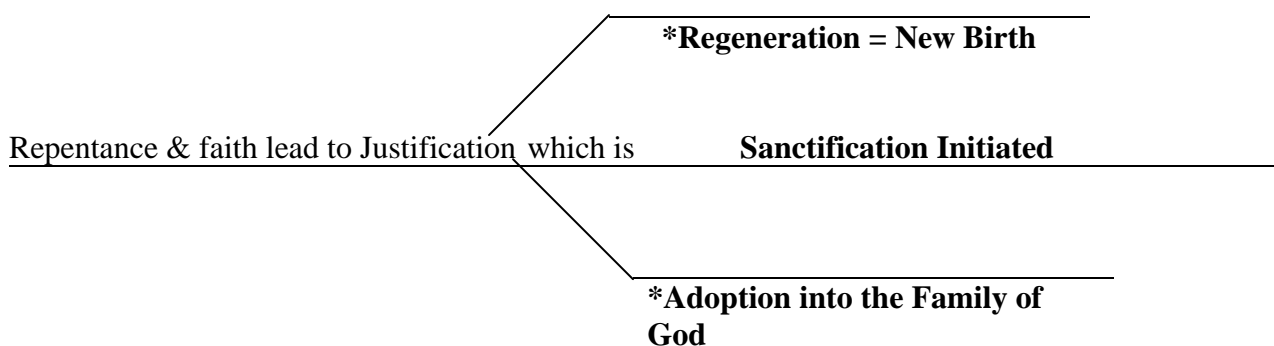 *Regeneration = New Birth
Repentance & faith lead to Justification which is Sanctification Initiated
*Adoption into the Family of
God